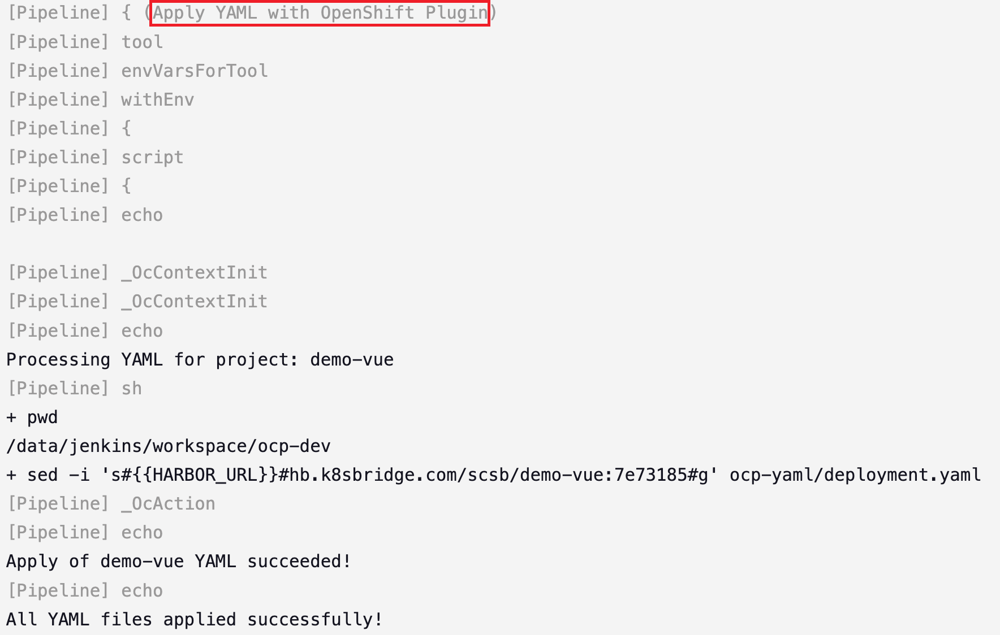 [Pipeline] { (Apply YAML with OpenShift Plugin)
[Pipeline] tool
[Pipeline] envVarsForTool
[Pipeline] withEnv
[Pipeline] {
[Pipeline] script
[Pipeline] {
[Pipeline] echo
[Pipeline] _OcContextInit
[Pipeline] _OcContextInit
[Pipeline] echo
Processing YAML for project: demo-vue
[Pipeline] sh
+ pwd
/data/jenkins/workspace/ocp-dev
+ sed -i 's#{{HARBOR_URL}}#hb.k8sbridge.com/scsb/demo-vue:7e73185#g' ocp-yaml/deployment.yaml
[Pipeline] _OcAction
[Pipeline] echo
Apply of demo-vue YAML succeeded!
[Pipeline] echo
All YAML files applied successfully!